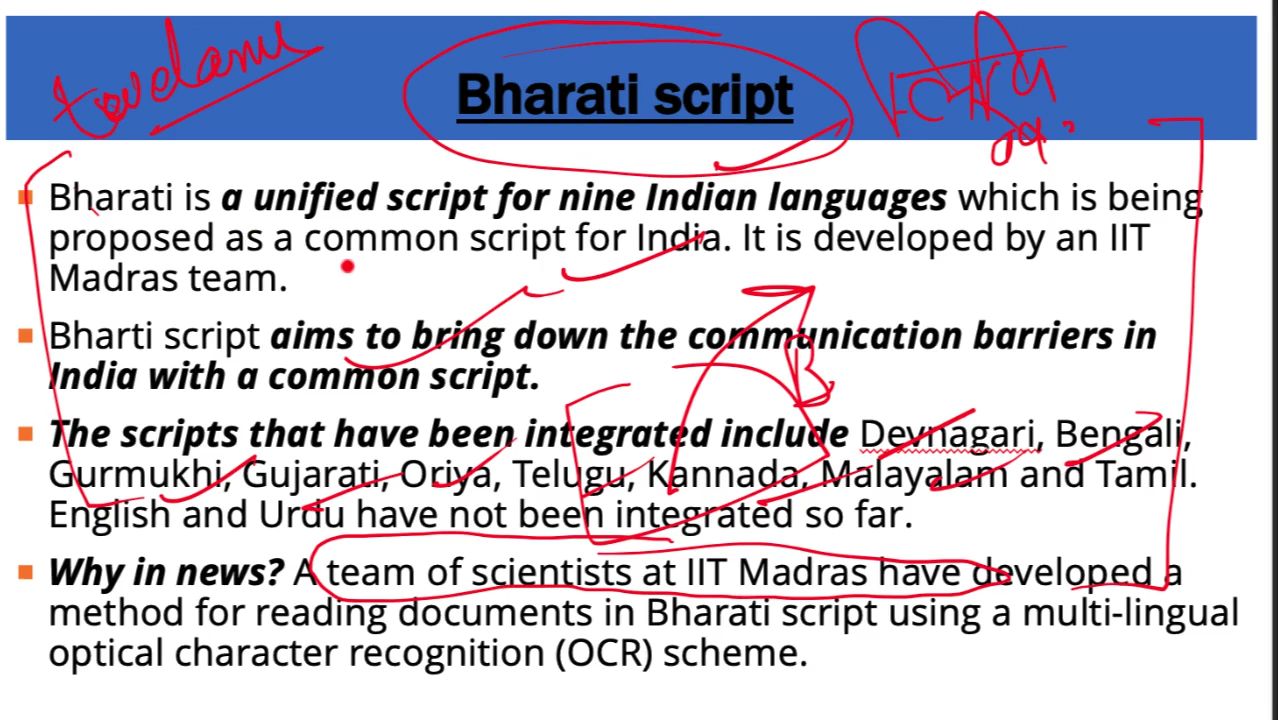 Bharati script
Bharati is a unified script for nine Indian languages which is being
proposed as a common script for India. It is developed by an IIT
Madras team.
Bharti script aims to bring down the communication barriers in
India with a common script.
The scripts that have been integrated include Devnagari, Bengali,
Gurmukhi, Gujarati, Oriya, Telugu, Kannada, Malayalam and Tamil.
English and Urdu have not been integrated so far.
Why in news? A team of scientists at IIT Madras have developed a
method for reading documents in Bharati script using a multi-lingual
optical character recognition (OCR) scheme.
B